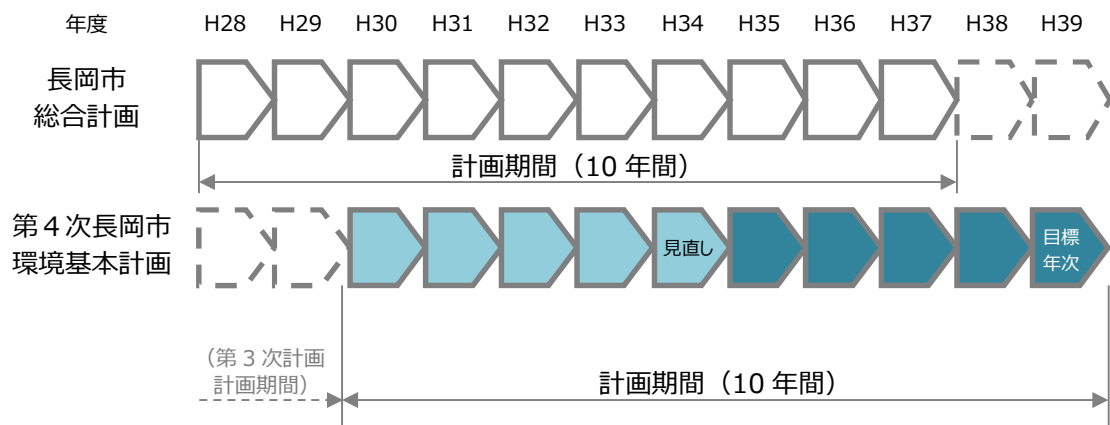 年度 H28 H29 H30 H31 H32 H33 H34 H35 H36 H37 H38 H39
長岡市
総合計画
計画期間（10 年間）
第４次長岡市
環境基本計画
見直し
目標
年次
（第 3 次計画
計画期間）
計画期間（10 年間）